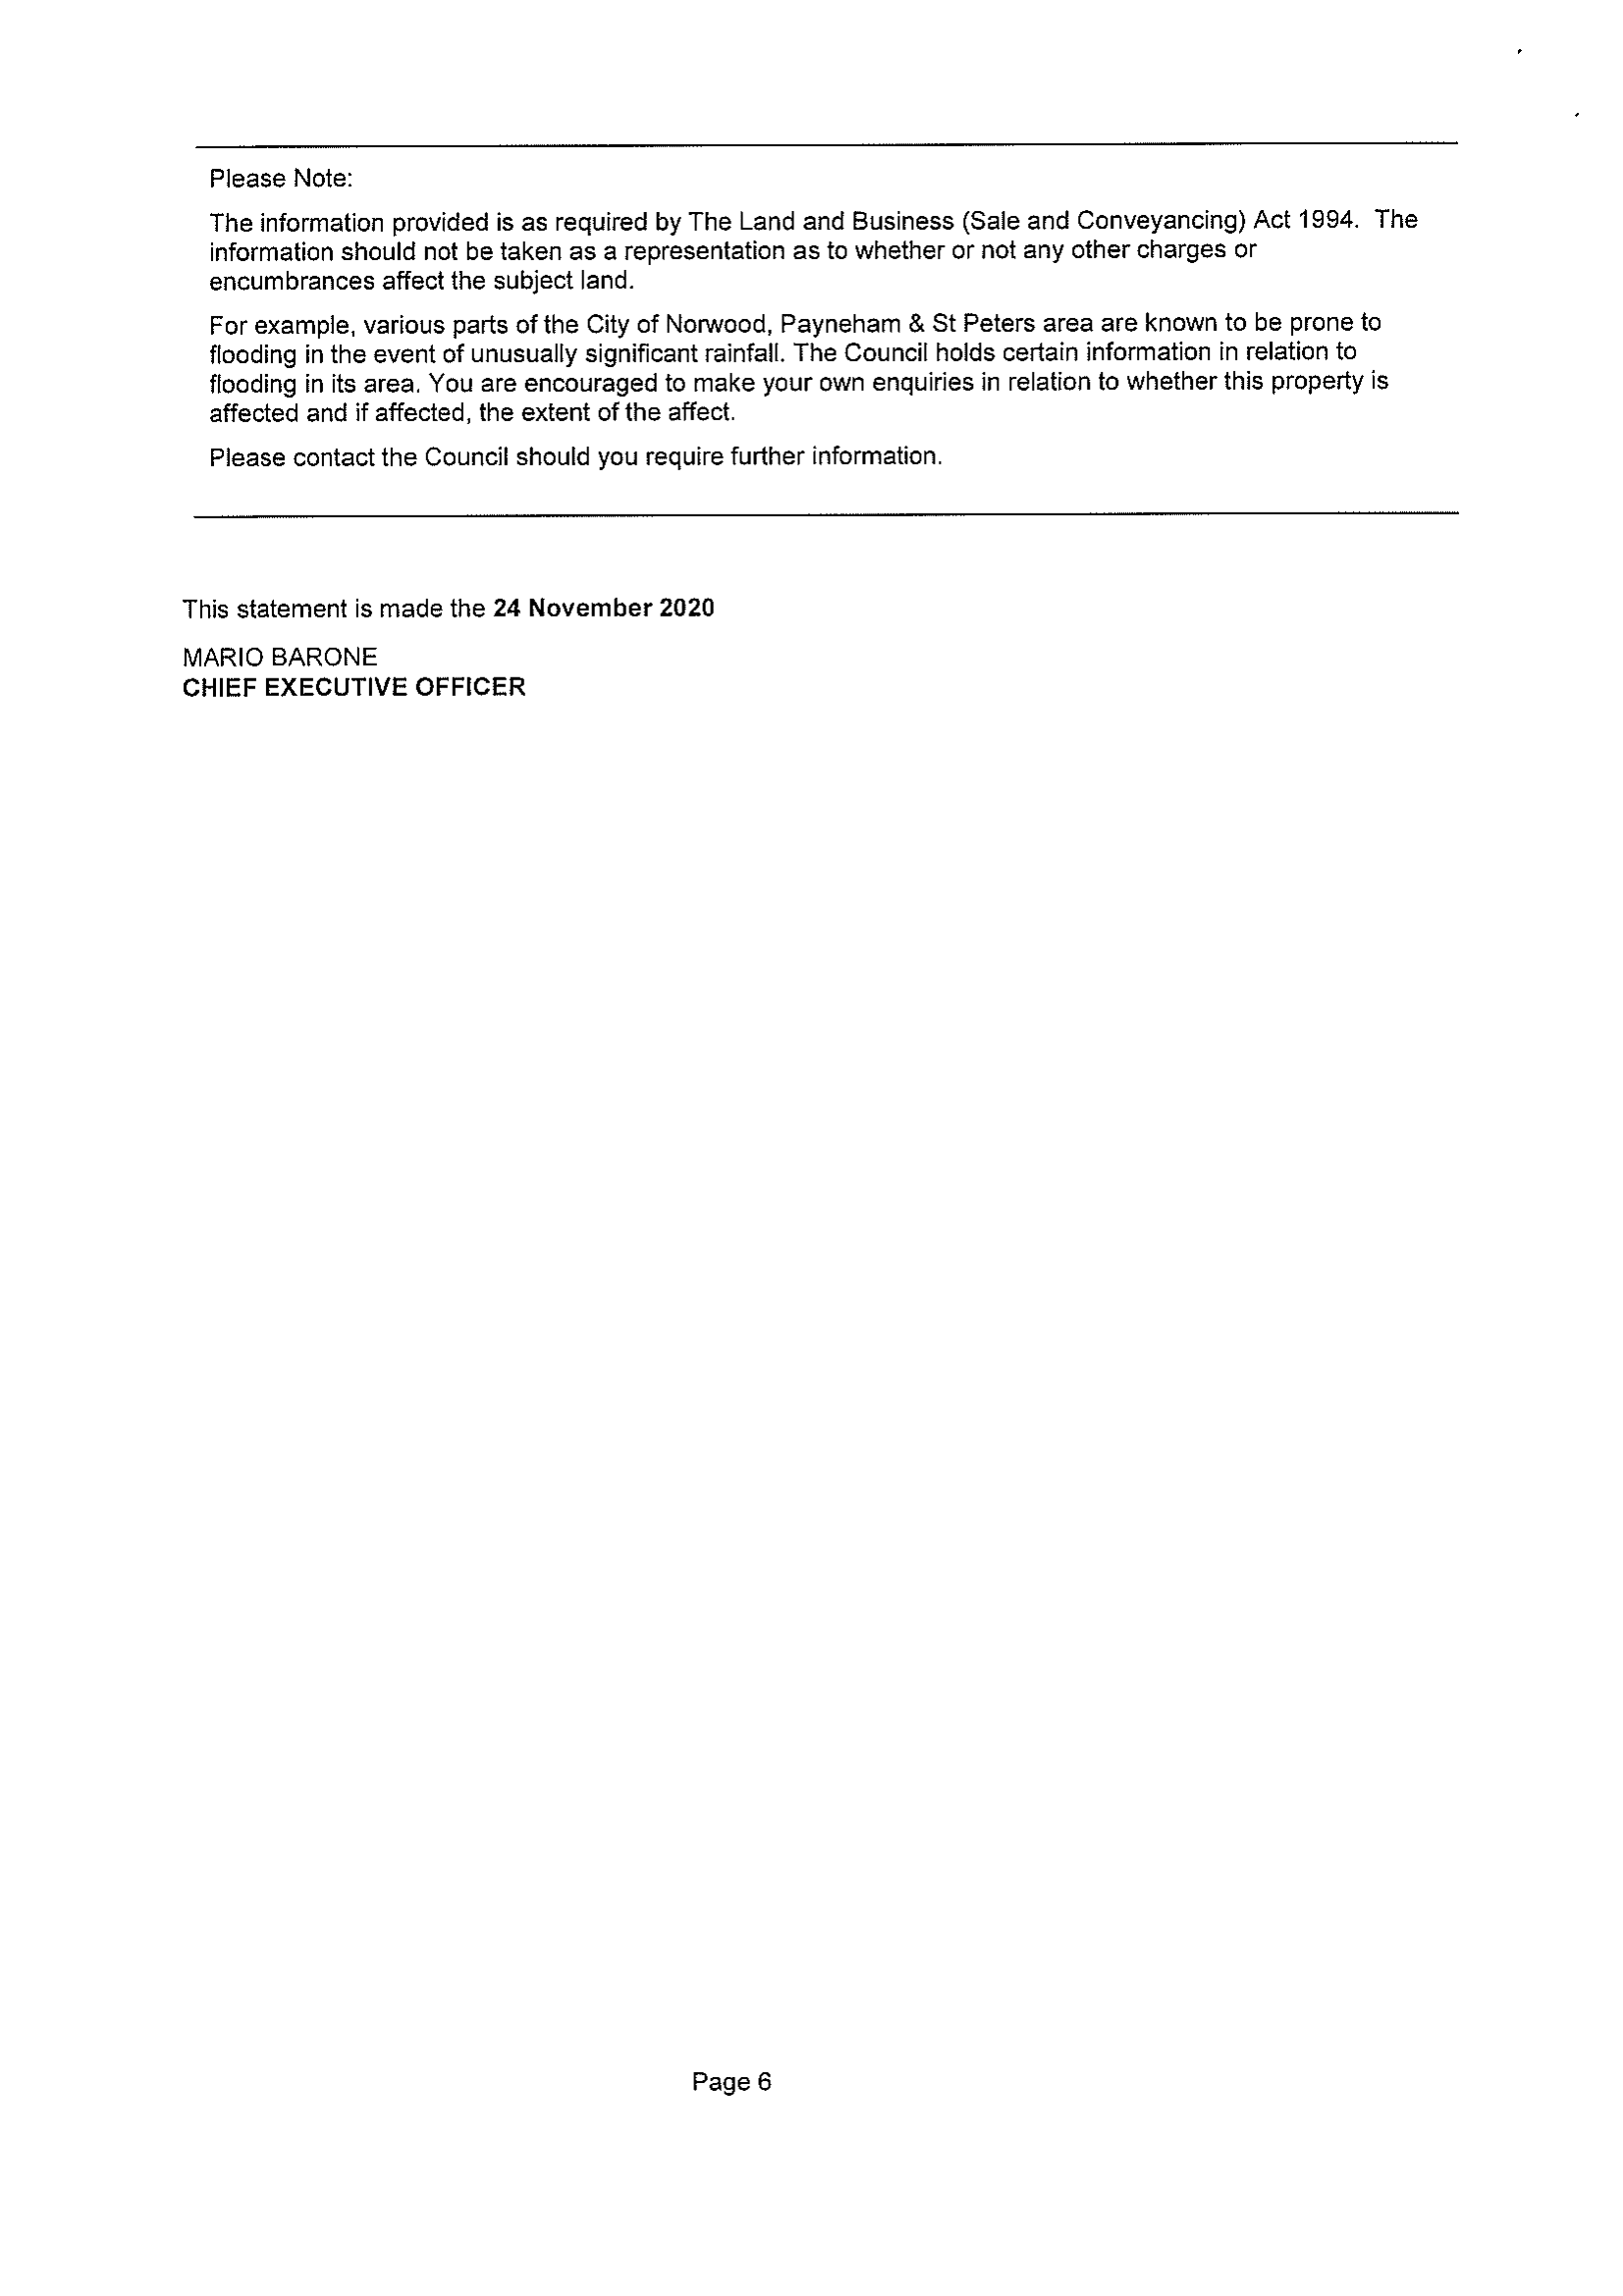 Please Note:
The information provided is as required by The Land and Business (Sale and Conveyancing) Act 1994.  The
information should not be taken as a representation as to whether or not any other charges or
encumbrances affect the subject land.
For example, various parts of the City of Norwood, Payneham & St Peters area are known to be prone to
flooding in the event of unusually significant rainfall. The Council holds certain information in relation to
flooding in its area. You are encouraged to make your own enquiries in relation to whether this property is
affected and if affected, the extent of the affect.
Please contact the Council should you require further information.
This statement is made the 24 November 2020
MARIO BARONE
CHIEF EXECUTIVE OFFICER
Page 6